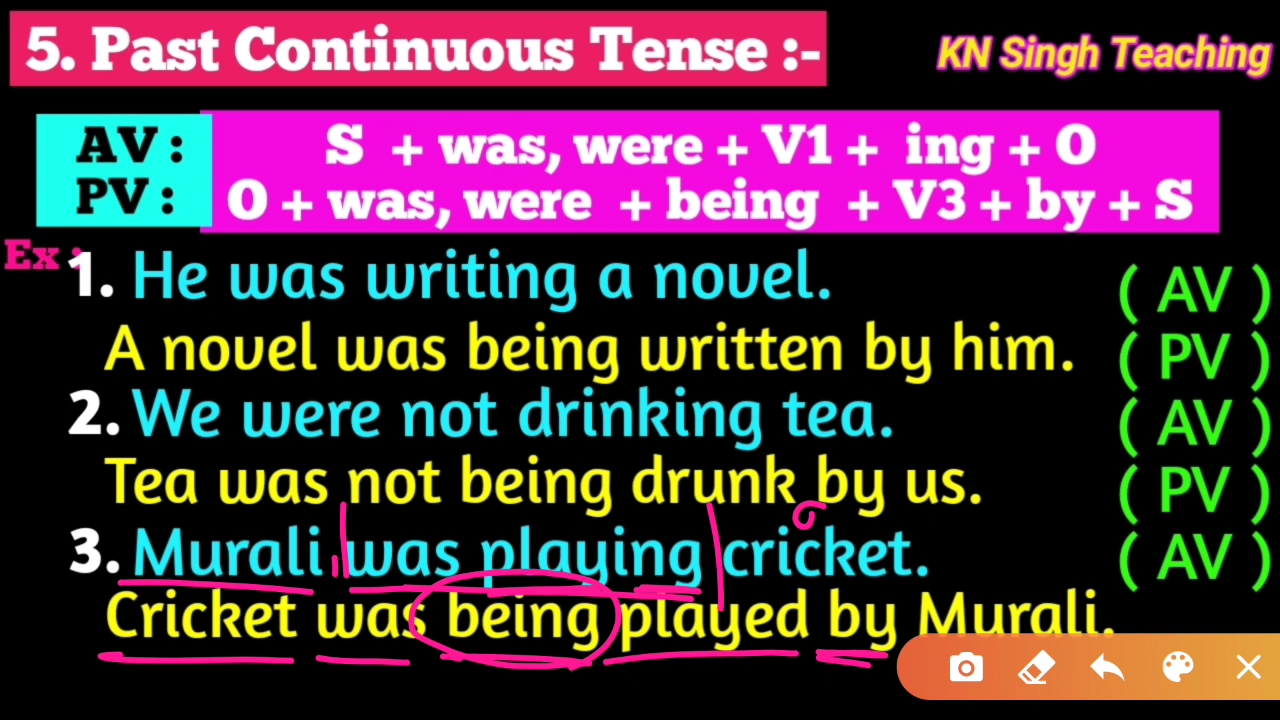 5. Past Continuous Tense :-
KN Singh Teaching
AV : S + was, were + V1 + ing + O
PV : O + was, were + being + V3 + by + S
Ex :
1. He was writing a novel. ( AV )
A novel was being written by him. ( PV )
2. We were not drinking tea. ( AV )
Tea was not being drunk by us. ( PV )
3. Murali was playing cricket. ( AV )
Cricket was being played by Murali.